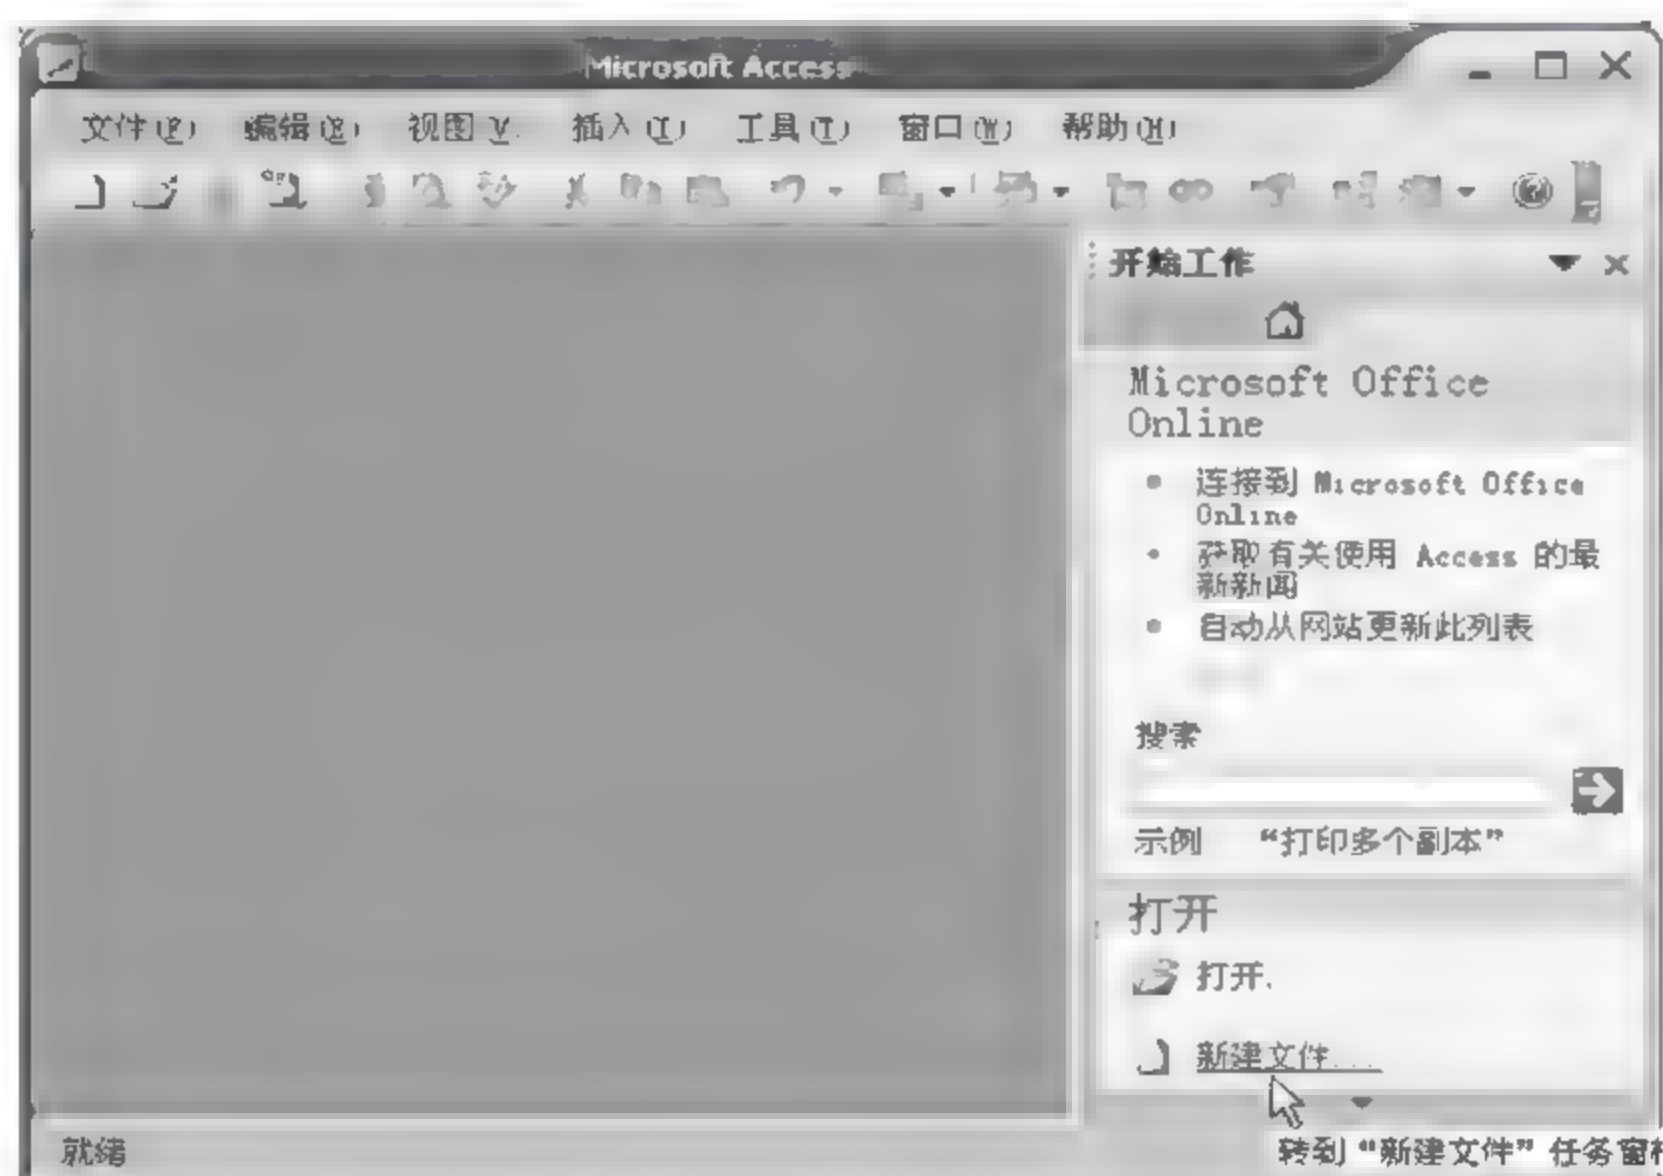 Microsoft Access
文件(F) 编辑(E) 视图 V. 插入(I) 工具(T) 窗口(W) 帮助(H)
开始工作
Microsoft Office
Online
连接到 Microsoft Office
Online
获取有关使用 Access 的最
新新闻
自动从网站更新此列表
搜索
示例 “打印多个副本”
打开
打开.
新建文件...
就绪
转到“新建文件”任务窗